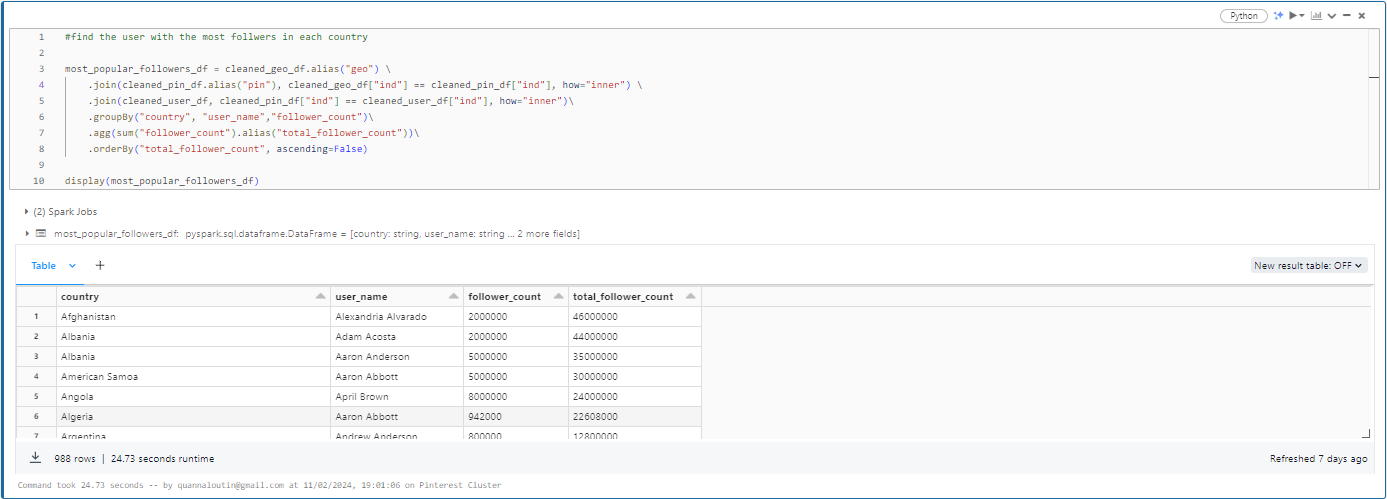 Python
1 #find the user with the most follwers in each country
2
3 most_popular_followers_df = cleaned_geo_df.alias("geo") \
4 .join(cleaned_pin_df.alias("pin"), cleaned_geo_df["ind"] == cleaned_pin_df["ind"], how="inner") \
5 .join(cleaned_user_df, cleaned_pin_df["ind"] == cleaned_user_df["ind"], how="inner")\
6 .groupBy("country", "user_name","follower_count")\
7 .agg(sum("follower_count").alias("total_follower_count"))\
8 .orderBy("total_follower_count", ascending=False)
9
10 display(most_popular_followers_df)
(2) Spark Jobs
most_popular_followers_df: pyspark.sql.dataframe.DataFrame = [country: string, user_name: string ... 2 more fields]
Table + New result table: OFF
country user_name follower_count total_follower_count
1 Afghanistan Alexandria Alvarado 2000000 46000000
2 Albania Adam Acosta 2000000 44000000
3 Albania Aaron Anderson 5000000 35000000
4 American Samoa Aaron Abbott 5000000 30000000
5 Angola April Brown 8000000 24000000
6 Algeria Aaron Abbott 942000 22608000
7 Argentina Andrew Anderson 800000 12800000
988 rows | 24.73 seconds runtime Refreshed 7 days ago
Command took 24.73 seconds -- by quannaloutin@gmail.com at 11/02/2024, 19:01:06 on Pinterest Cluster